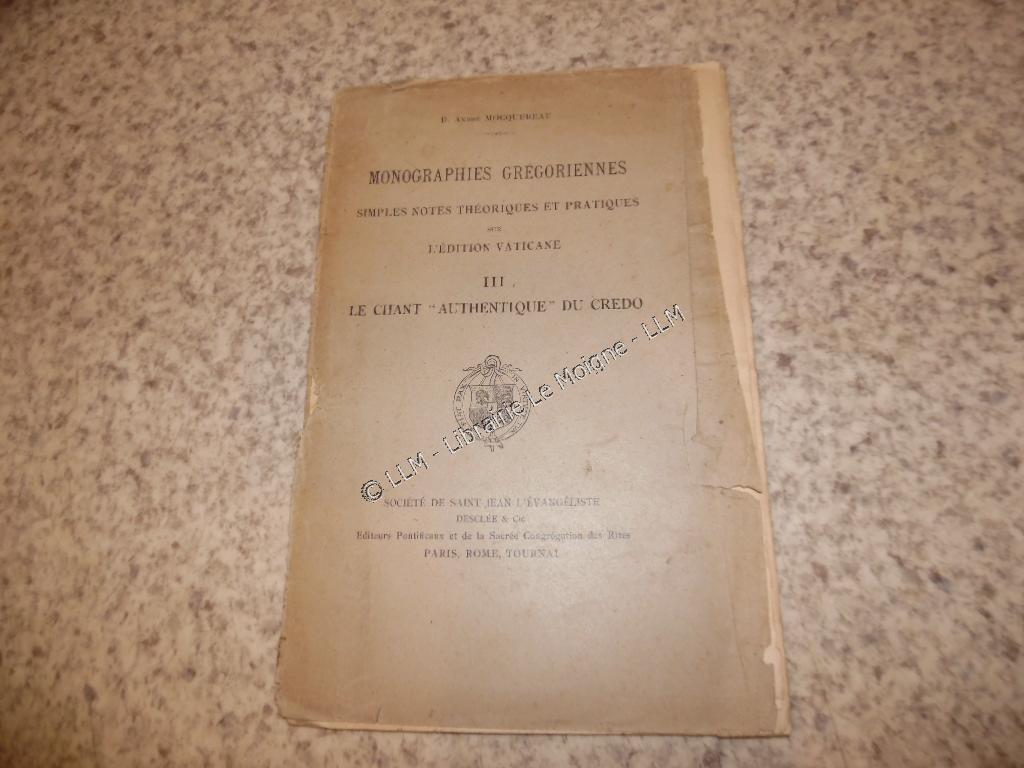 D. André MOCQUEREAU
MONOGRAPHIES GRÉGORIENNES
SIMPLES NOTES THÉORIQUES ET PRATIQUES
SUR
L'ÉDITION VATICANE
III
LE CHANT "AUTHENTIQUE" DU CREDO
© LLM - Librairie Le Moigne - LLM
SOCIÉTÉ DE SAINT JEAN L'ÉVANGÉLISTE
DESCLÉE & Cie
Editeurs Pontificaux et de la Sacrée Congrégation des Rites
PARIS, ROME, TOURNAI